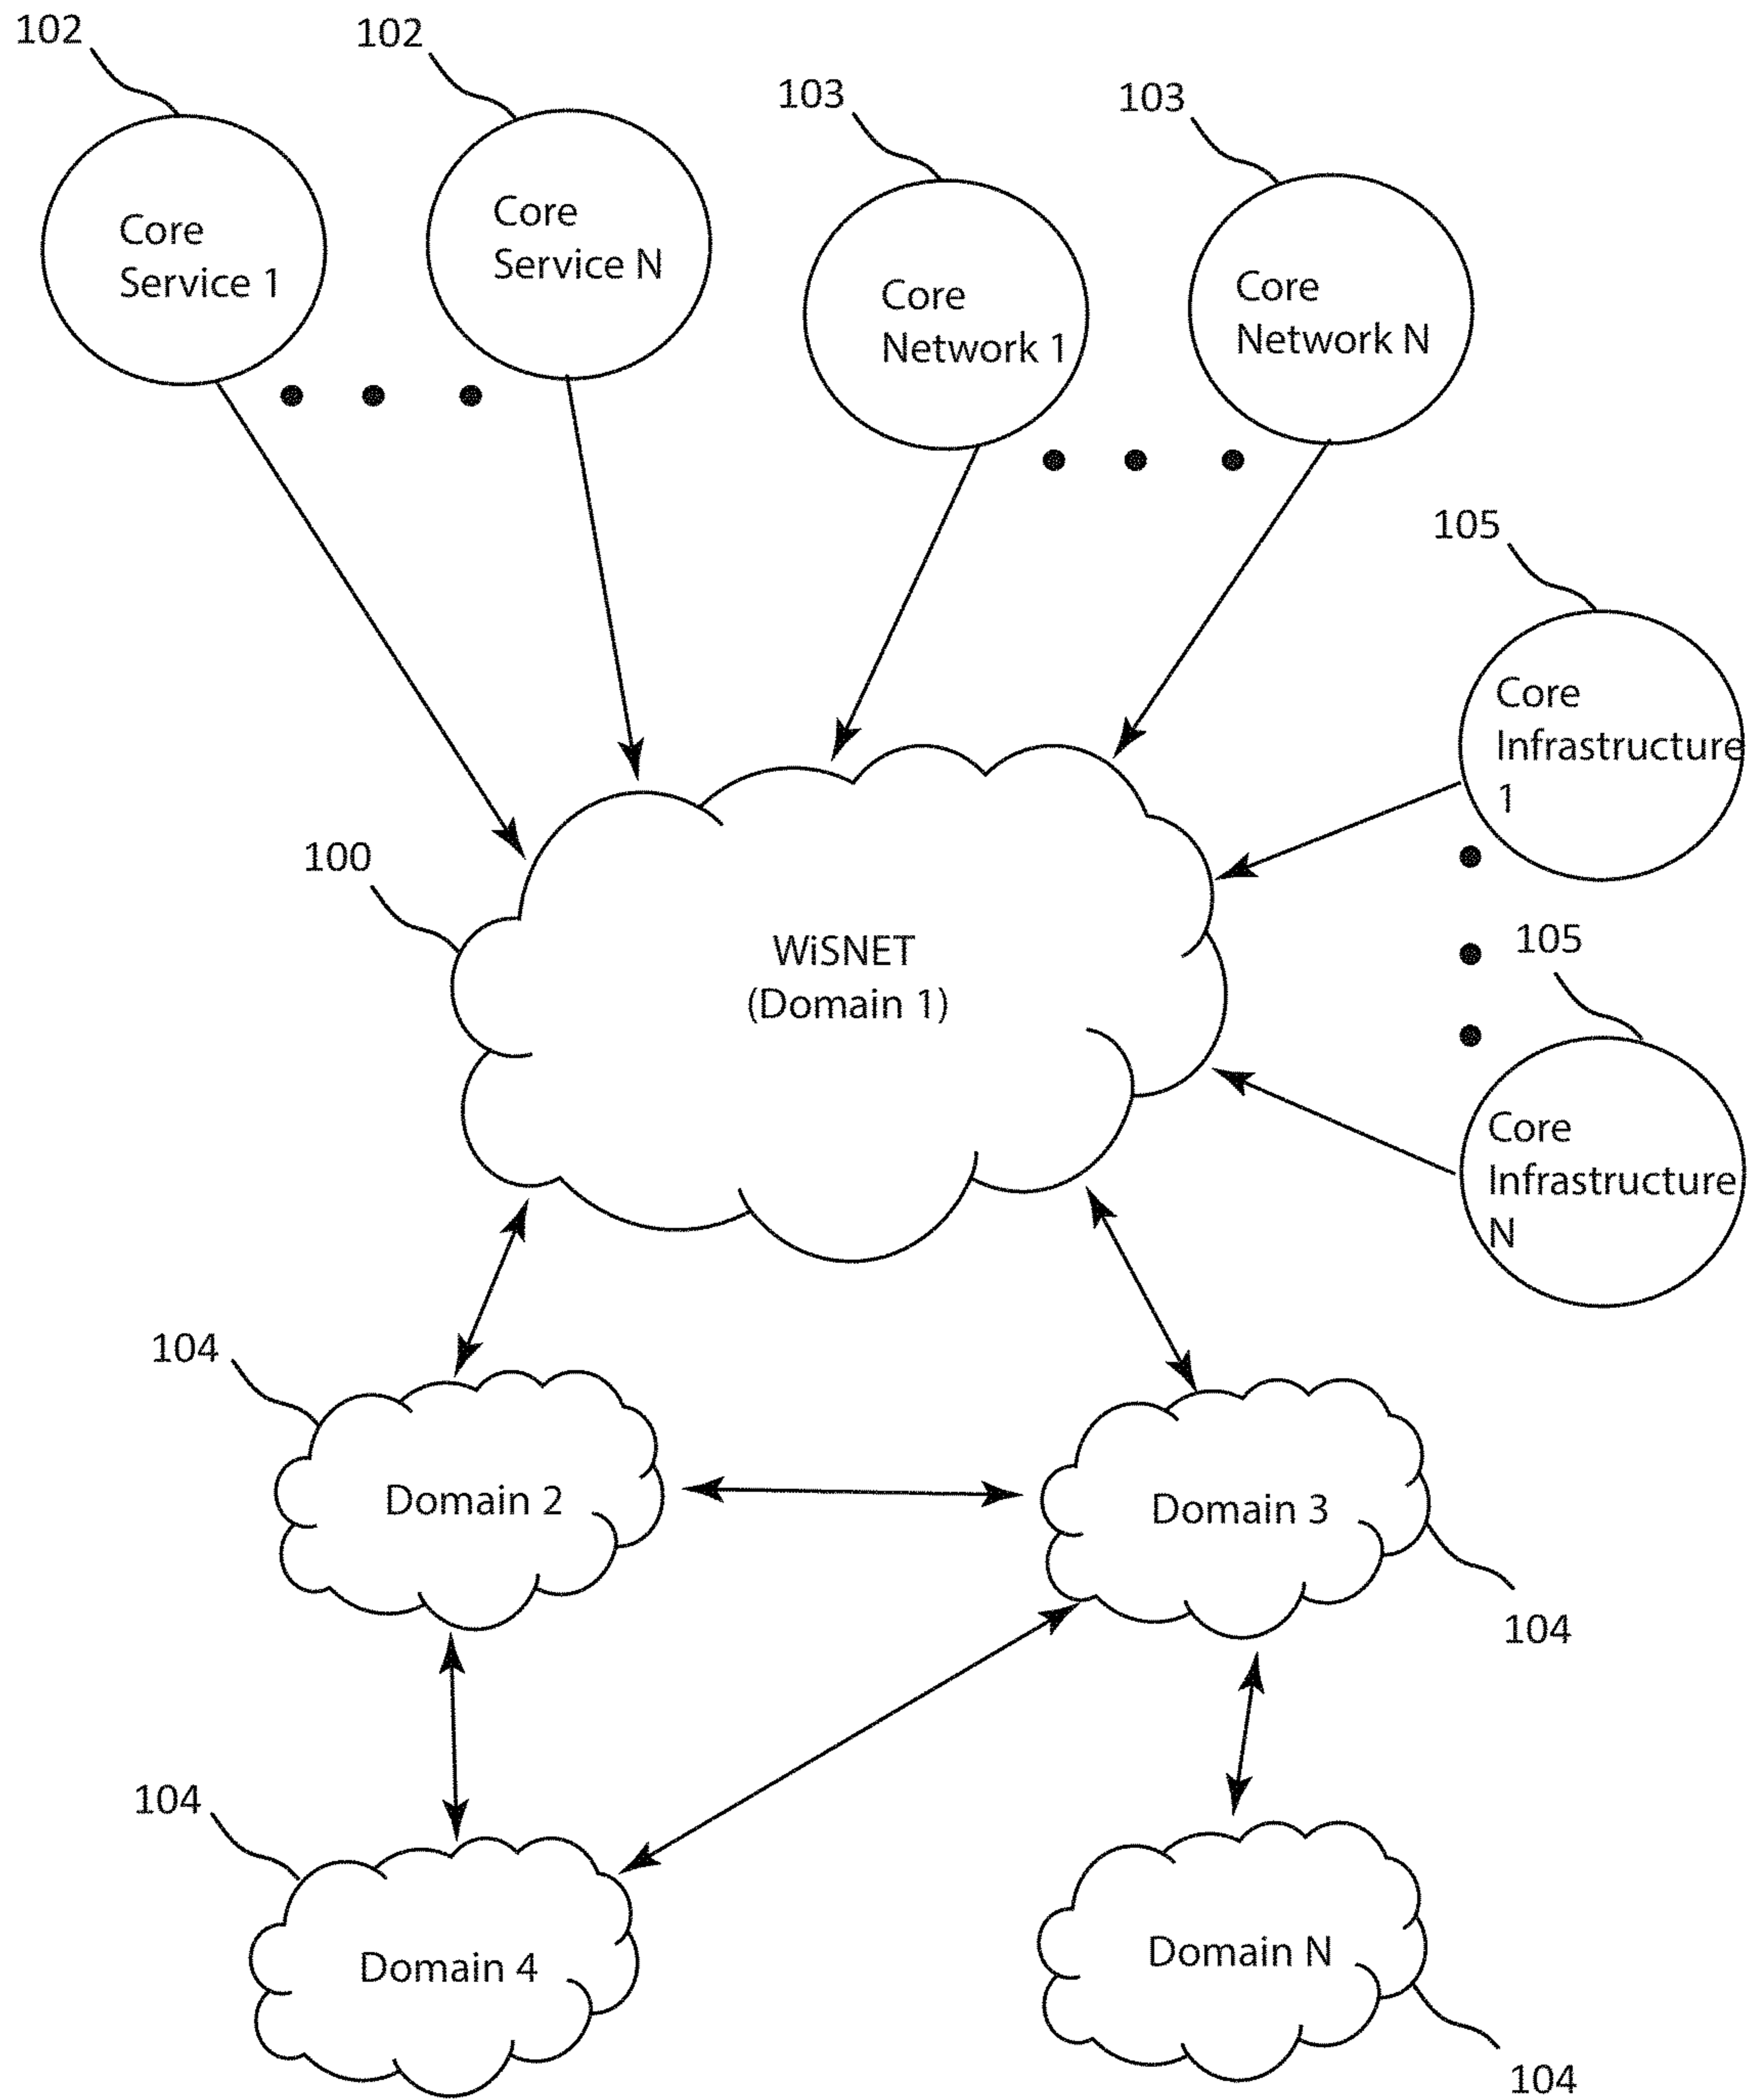 102
102
103
103
Core
Service 1
Core
Service N
Core
Network 1
Core
Network N
105
Core
Infrastructure
1
100
WiSNET
(Domain 1)
105
Core
Infrastructure
N
104
Domain 2
Domain 3
104
104
Domain 4
Domain N
104